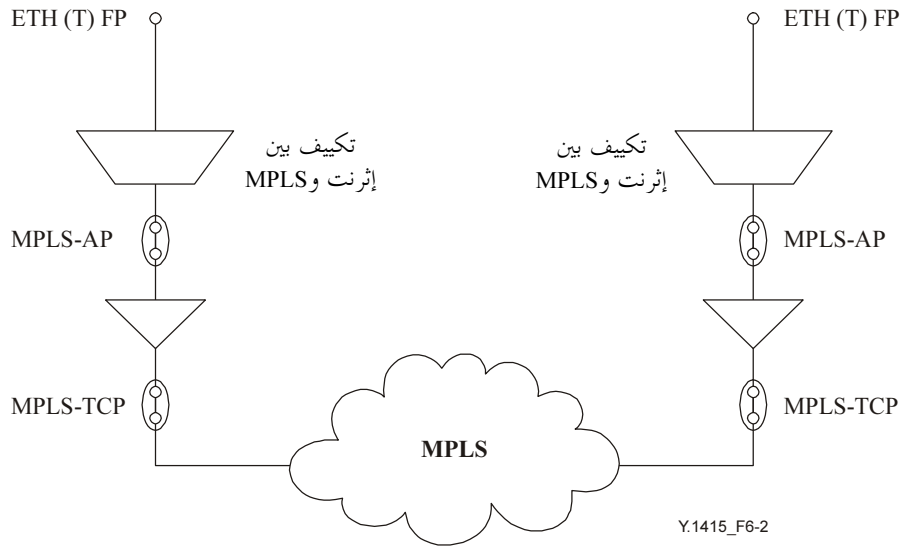 ETH (T) FP
ETH (T) FP
تكييف بين
إثرنت وMPLS
تكييف بين
إثرنت وMPLS
MPLS-AP
MPLS-AP
MPLS-TCP
MPLS-TCP
MPLS
Y.1415_F6-2